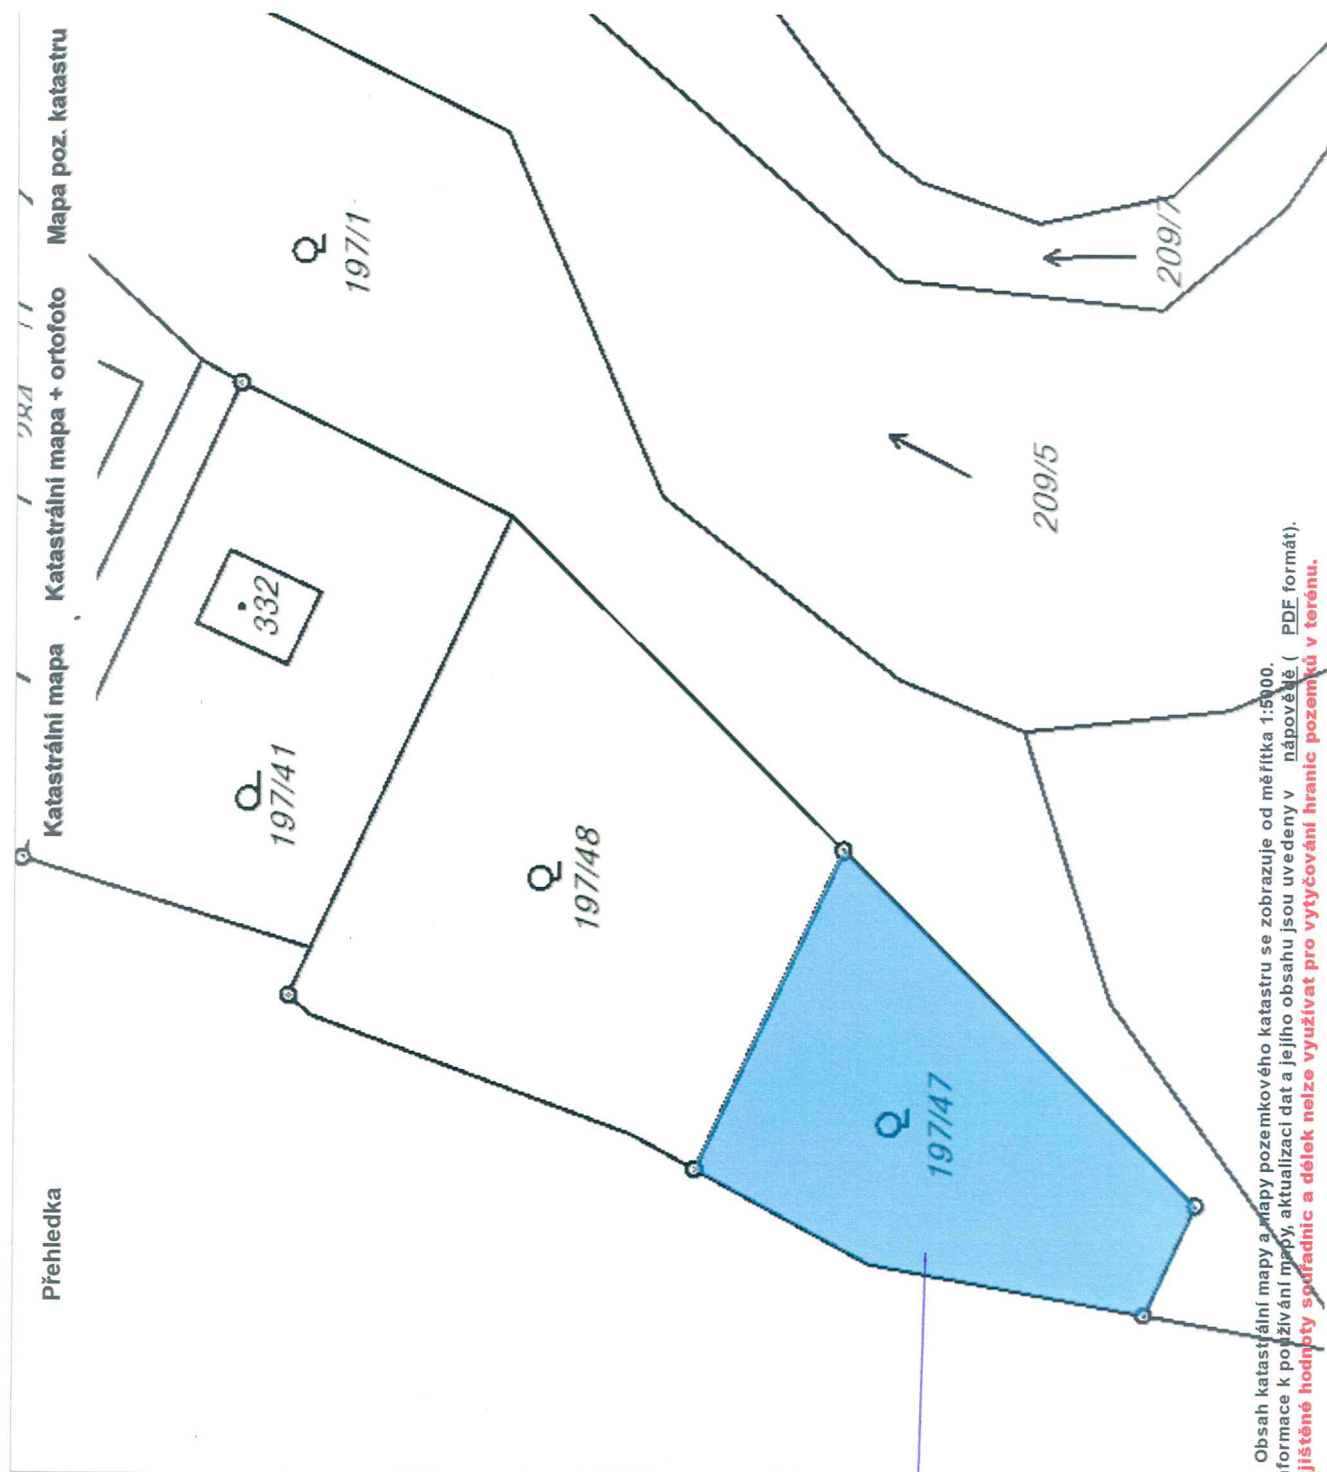 Přehledka Katastrální mapa Katastrální mapa + ortofoto Mapa poz. katastru
284
197/1
332
197/41
197/48
197/47
209/5
209/7
Obsah katastrální mapy a mapy pozemkového katastru se zobrazuje od měřítka 1:5000.
nformace k používání mapy, aktualizaci dat a jejího obsahu jsou uvedeny v nápovědě ( PDF formát).
jištěné hodnoty souřadnic a délek nelze využívat pro vytyčování hranic pozemků v terénu.